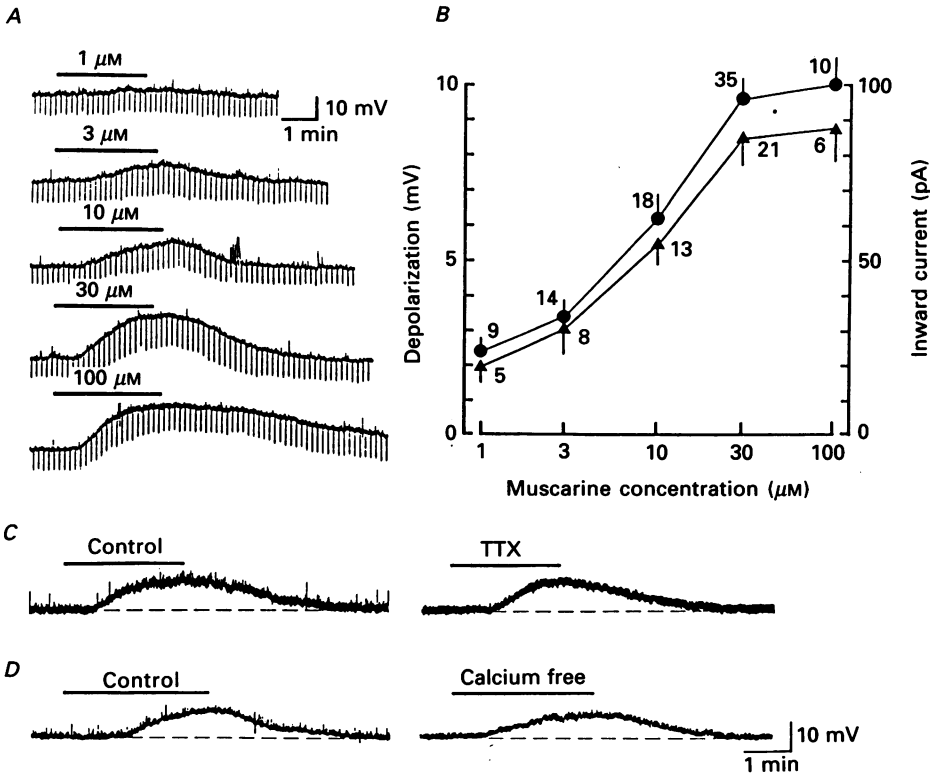 A
1 μM
10 mV
1 min
3 μM
10 μM
30 μM
100 μM
B
10
5
0
Depolarization (mV)
100
50
0
Inward current (pA)
9
14
18
35
10
5
8
13
21
6
1
3
10
30
100
Muscarine concentration (μM)
C
Control
TTX
D
Control
Calcium free
10 mV
1 min